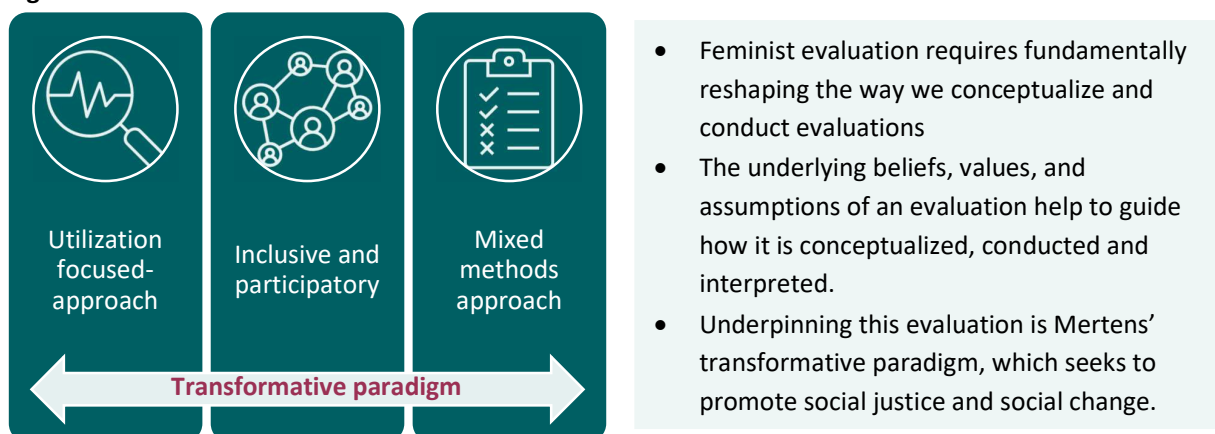 Utilization
focused-
approach
Inclusive and
participatory
Mixed
methods
approach
Transformative paradigm
• Feminist evaluation requires fundamentally
reshaping the way we conceptualize and
conduct evaluations
• The underlying beliefs, values, and
assumptions of an evaluation help to guide
how it is conceptualized, conducted and
interpreted.
• Underpinning this evaluation is Mertens’
transformative paradigm, which seeks to
promote social justice and social change.